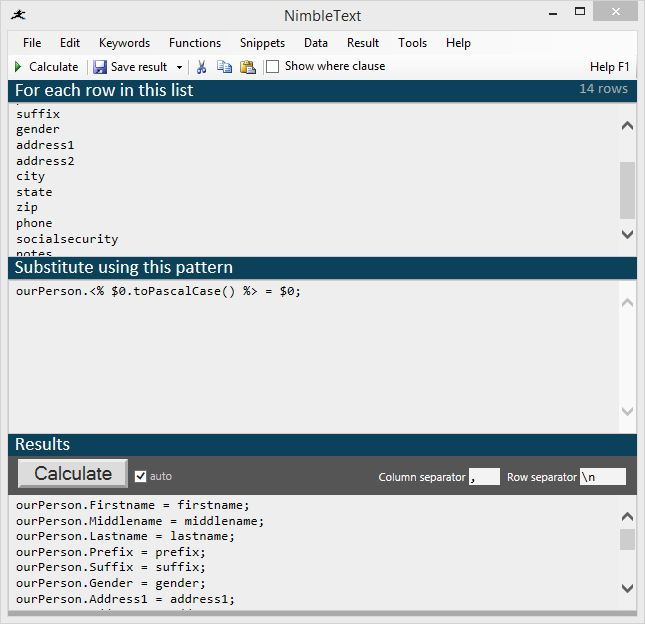 NimbleText
File Edit Keywords Functions Snippets Data Result Tools Help
Calculate Save result Show where clause Help F1
For each row in this list 14 rows
suffix
gender
address1
address2
city
state
zip
phone
socialsecurity
notes
Substitute using this pattern
ourPerson.<% $0.toPascalCase() %> = $0;
Results
Calculate auto Column separator , Row separator \n
ourPerson.Firstname = firstname;
ourPerson.Middlename = middlename;
ourPerson.Lastname = lastname;
ourPerson.Prefix = prefix;
ourPerson.Suffix = suffix;
ourPerson.Gender = gender;
ourPerson.Address1 = address1;